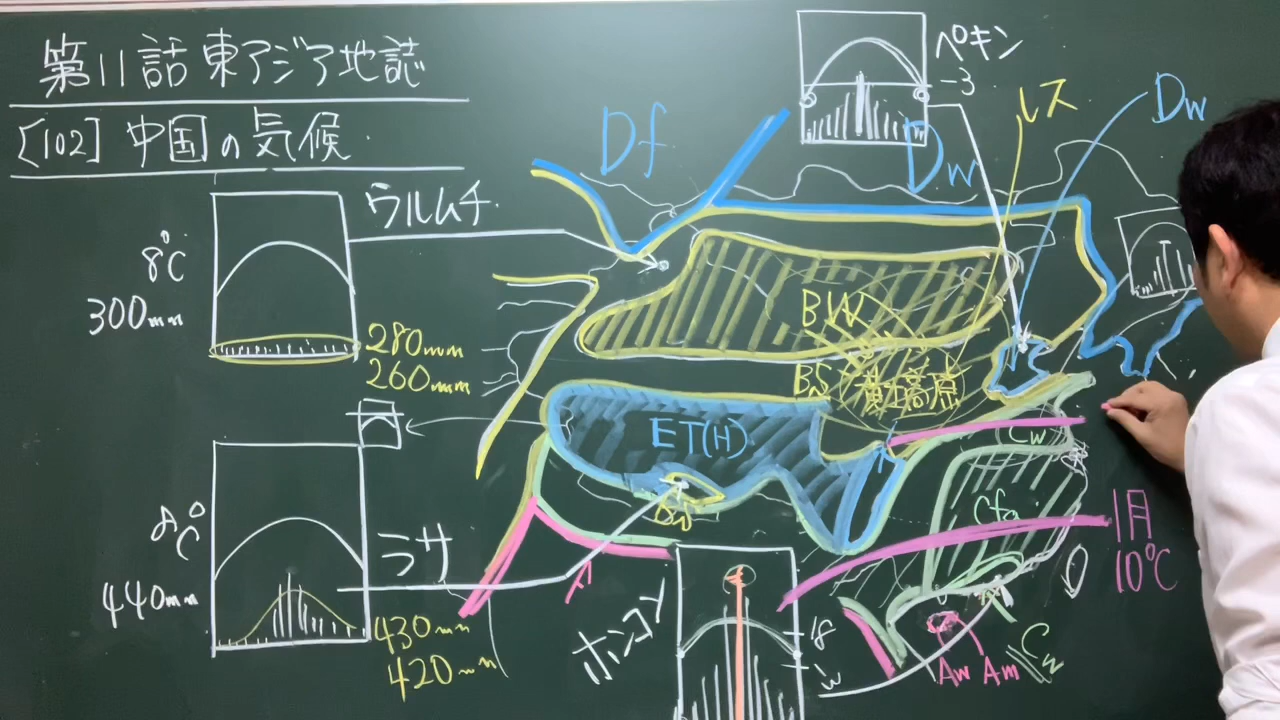 第11話 東アジア地誌
[102] 中国の気候
ペキン
-3
レス
Dw
Df
Dw
ウルムチ
8℃
300mm
280mm
260mm
BW
BS 黄土高原
ET(H)
Cw
BS
Cfa
1月
10℃
ラサ
8℃
440mm
430mm
420mm
A
ホンコン
18
w
Aw Am
Cw